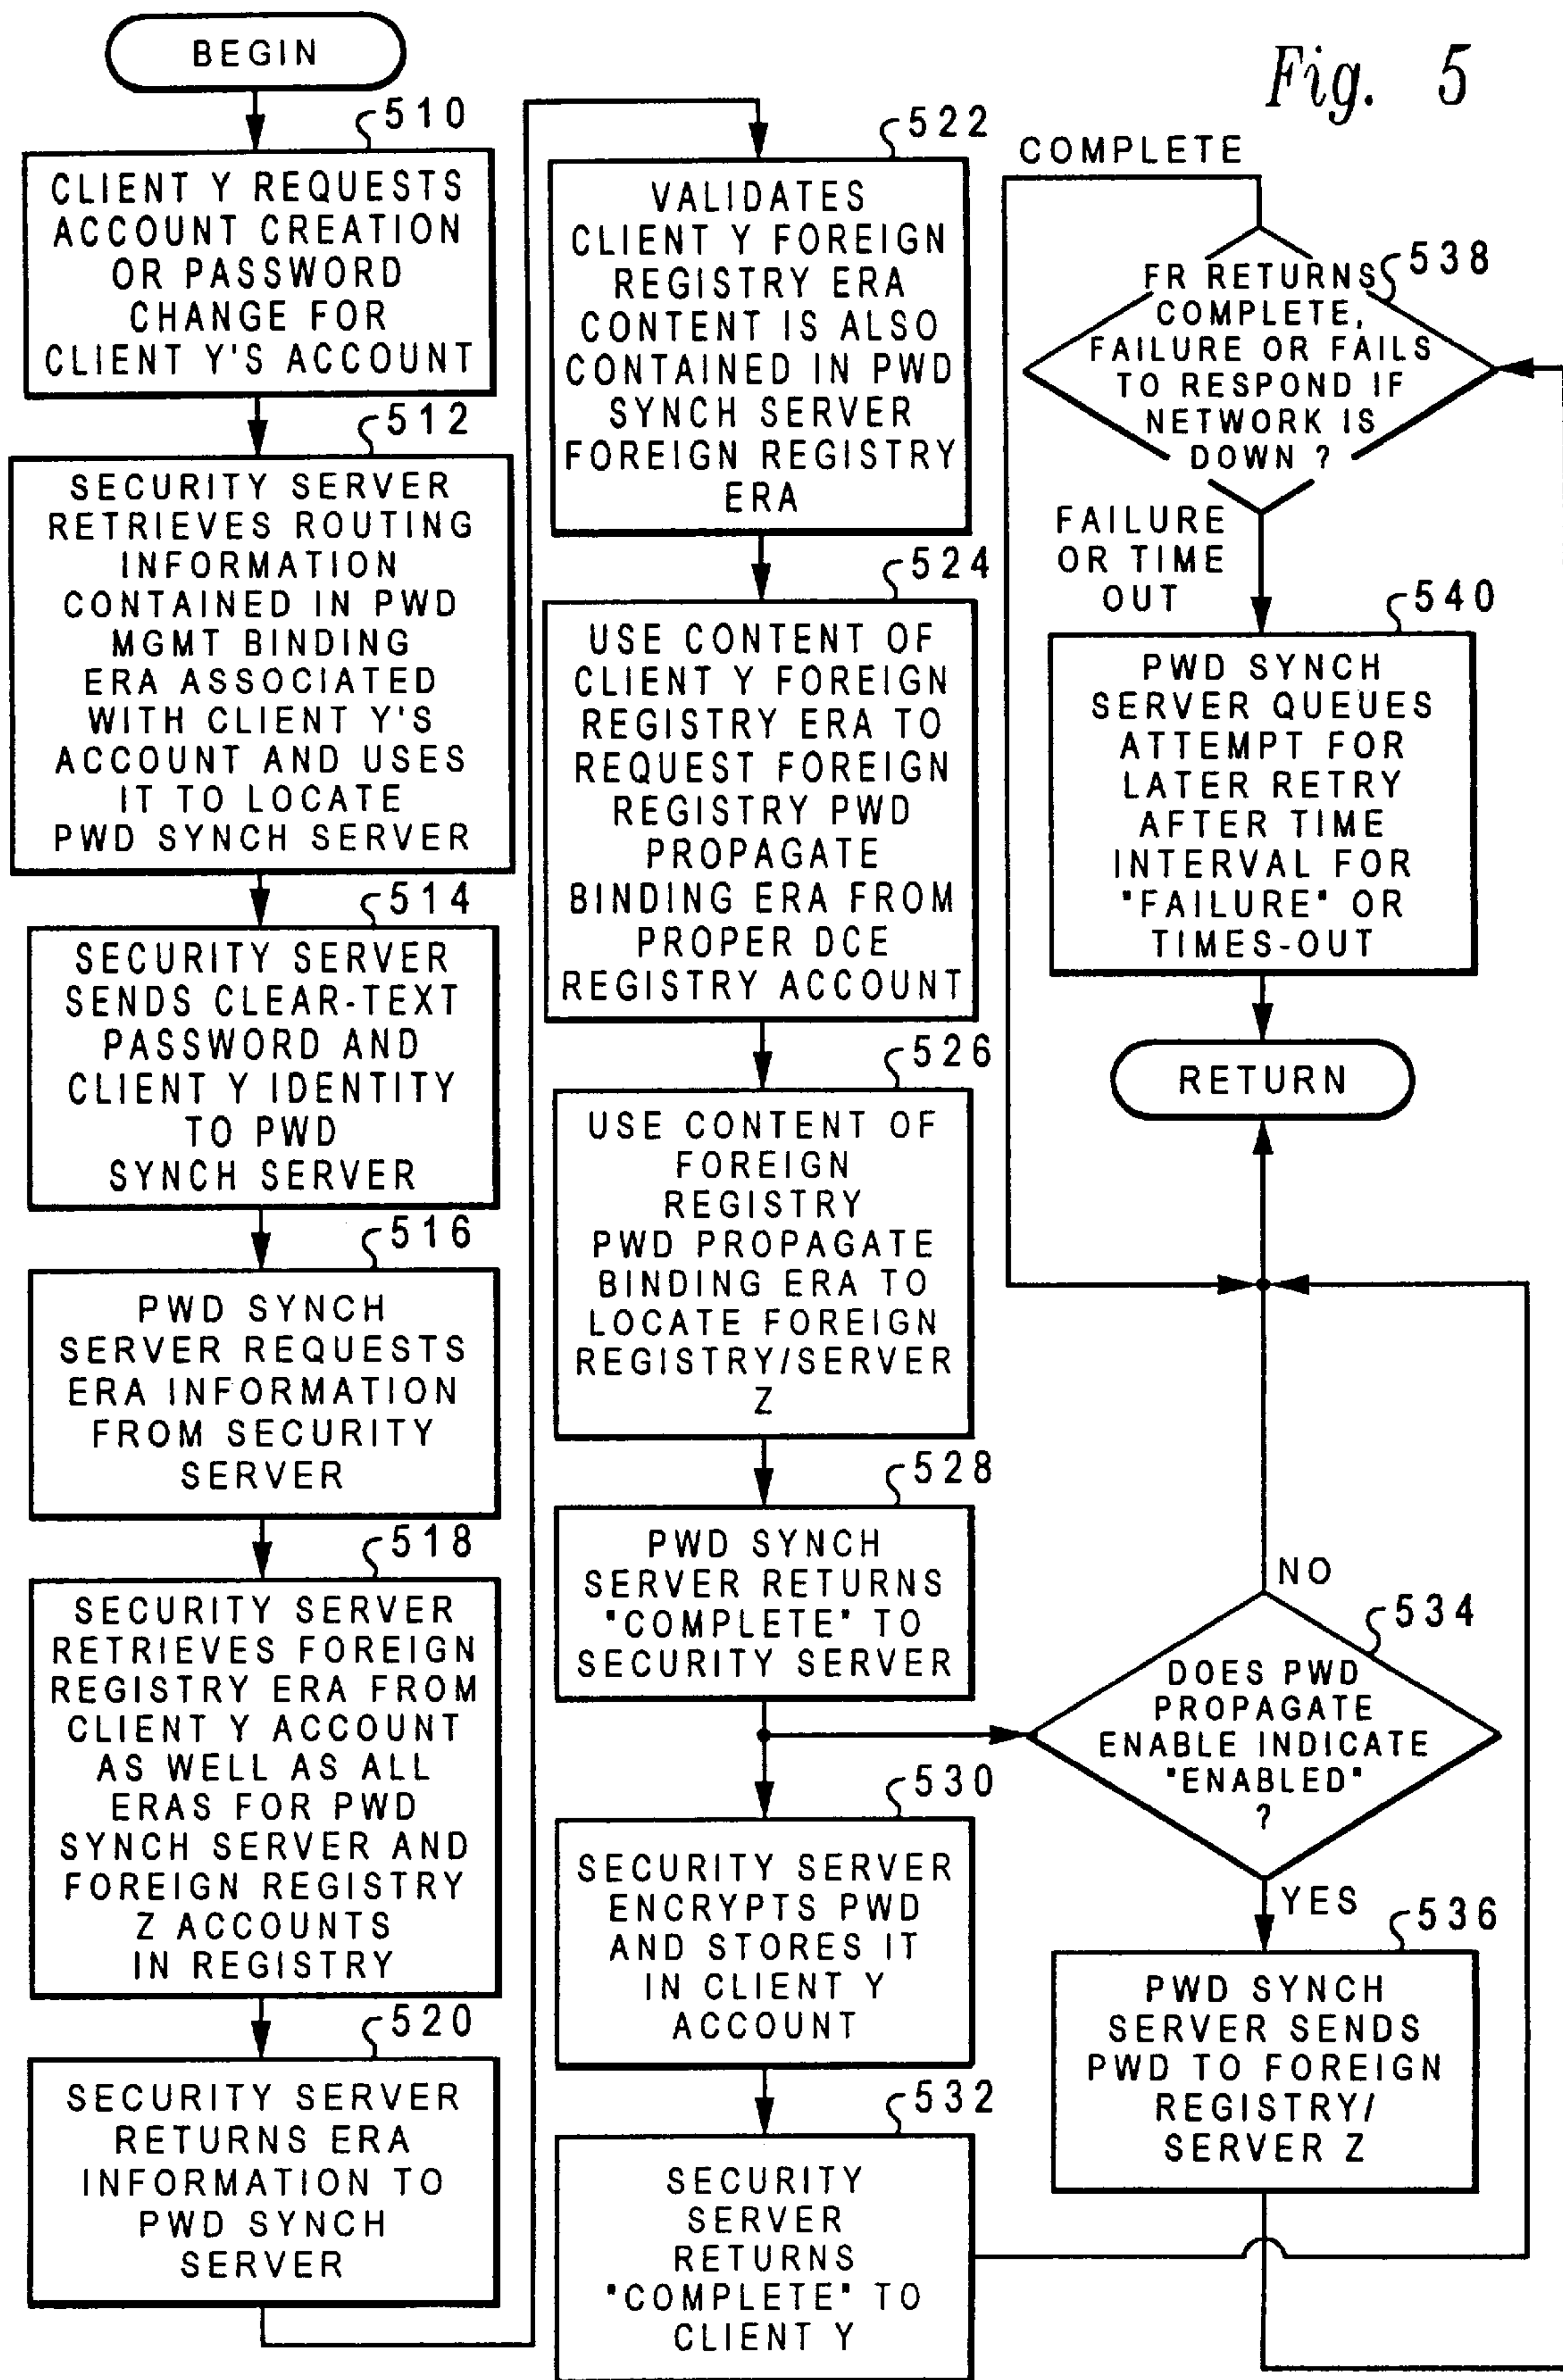 Fig. 5
BEGIN
510
CLIENT Y REQUESTS
ACCOUNT CREATION
OR PASSWORD
CHANGE FOR
CLIENT Y'S ACCOUNT
512
SECURITY SERVER
RETRIEVES ROUTING
INFORMATION
CONTAINED IN PWD
MGMT BINDING
ERA ASSOCIATED
WITH CLIENT Y'S
ACCOUNT AND USES
IT TO LOCATE
PWD SYNCH SERVER
514
SECURITY SERVER
SENDS CLEAR-TEXT
PASSWORD AND
CLIENT Y IDENTITY
TO PWD
SYNCH SERVER
516
PWD SYNCH
SERVER REQUESTS
ERA INFORMATION
FROM SECURITY
SERVER
518
SECURITY SERVER
RETRIEVES FOREIGN
REGISTRY ERA FROM
CLIENT Y ACCOUNT
AS WELL AS ALL
ERAS FOR PWD
SYNCH SERVER AND
FOREIGN REGISTRY
Z ACCOUNTS
IN REGISTRY
520
SECURITY SERVER
RETURNS ERA
INFORMATION TO
PWD SYNCH
SERVER
522
VALIDATES
CLIENT Y FOREIGN
REGISTRY ERA
CONTENT IS ALSO
CONTAINED IN PWD
SYNCH SERVER
FOREIGN REGISTRY
ERA
524
USE CONTENT OF
CLIENT Y FOREIGN
REGISTRY ERA TO
REQUEST FOREIGN
REGISTRY PWD
PROPAGATE
BINDING ERA FROM
PROPER DCE
REGISTRY ACCOUNT
526
USE CONTENT OF
FOREIGN
REGISTRY
PWD PROPAGATE
BINDING ERA TO
LOCATE FOREIGN
REGISTRY/SERVER
Z
528
PWD SYNCH
SERVER RETURNS
"COMPLETE" TO
SECURITY SERVER
530
SECURITY SERVER
ENCRYPTS PWD
AND STORES IT
IN CLIENT Y
ACCOUNT
532
SECURITY
SERVER
RETURNS
"COMPLETE" TO
CLIENT Y
COMPLETE
538
FR RETURNS
COMPLETE,
FAILURE OR FAILS
TO RESPOND IF
NETWORK IS
DOWN ?
FAILURE
OR TIME
OUT
540
PWD SYNCH
SERVER QUEUES
ATTEMPT FOR
LATER RETRY
AFTER TIME
INTERVAL FOR
"FAILURE" OR
TIMES-OUT
RETURN
NO
534
DOES PWD
PROPAGATE
ENABLE INDICATE
"ENABLED"
?
YES
536
PWD SYNCH
SERVER SENDS
PWD TO FOREIGN
REGISTRY/
SERVER Z